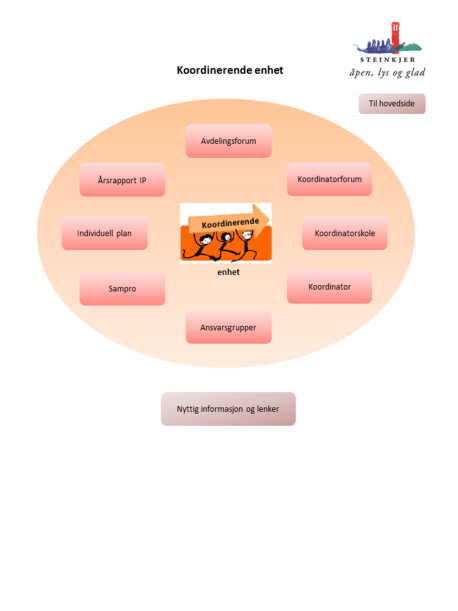 STEINKJER
åpen, lys og glad
Koordinerende enhet
Til hovedside
Avdelingsforum
Årsrapport IP
Koordinatorforum
Koordinerende
Individuell plan
Koordinatorskole
enhet
Sampro
Koordinator
Ansvarsgrupper
Nyttig informasjon og lenker